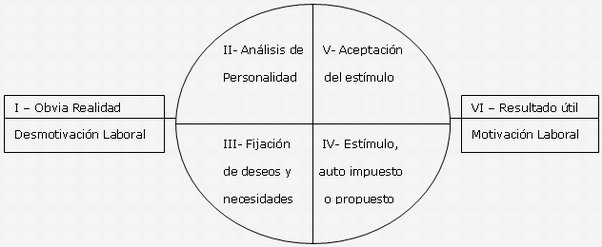 I – Obvia Realidad
Desmotivación Laboral
II- Análisis de
Personalidad
III- Fijación
de deseos y
necesidades
IV- Estímulo,
auto impuesto
o propuesto
V- Aceptación
del estímulo
VI – Resultado útil
Motivación Laboral